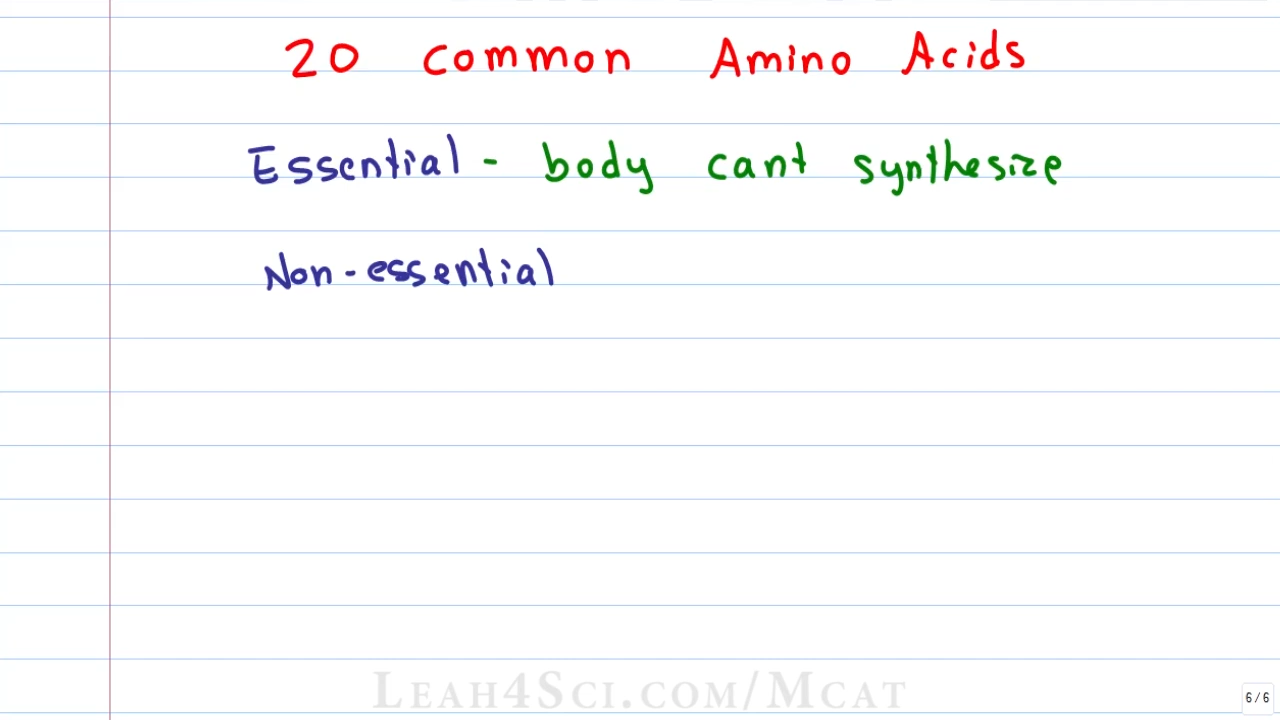 20 common Amino Acids
Essential - body cant synthesize
Non-essential
LEAH4SCI.COM/MCAT
6/6